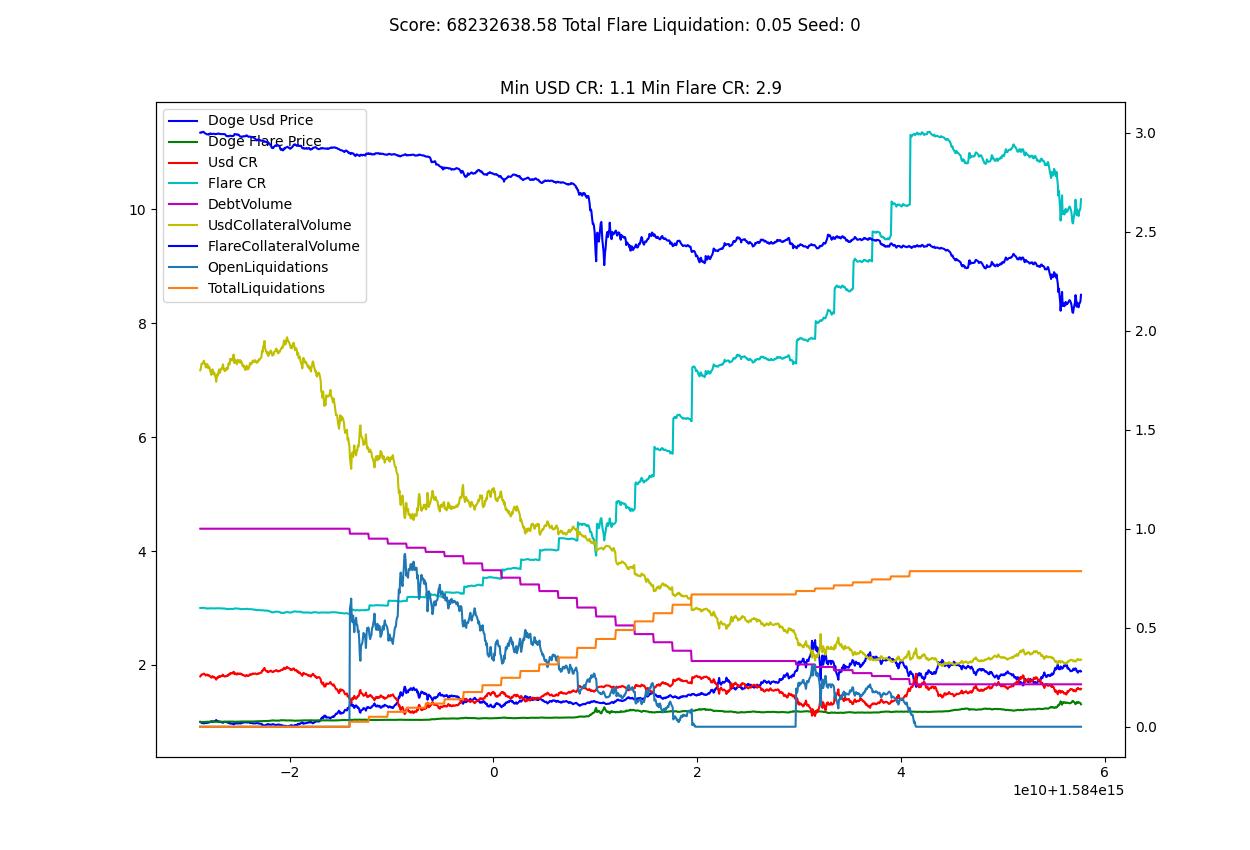 Score: 68232638.58 Total Flare Liquidation: 0.05 Seed: 0
Min USD CR: 1.1 Min Flare CR: 2.9
Doge Usd Price
Doge Flare Price
Usd CR
Flare CR
DebtVolume
UsdCollateralVolume
FlareCollateralVolume
OpenLiquidations
TotalLiquidations
10
8
6
4
2
3.0
2.5
2.0
1.5
1.0
0.5
0.0
−2
0
2
4
6
1e10+1.584e15